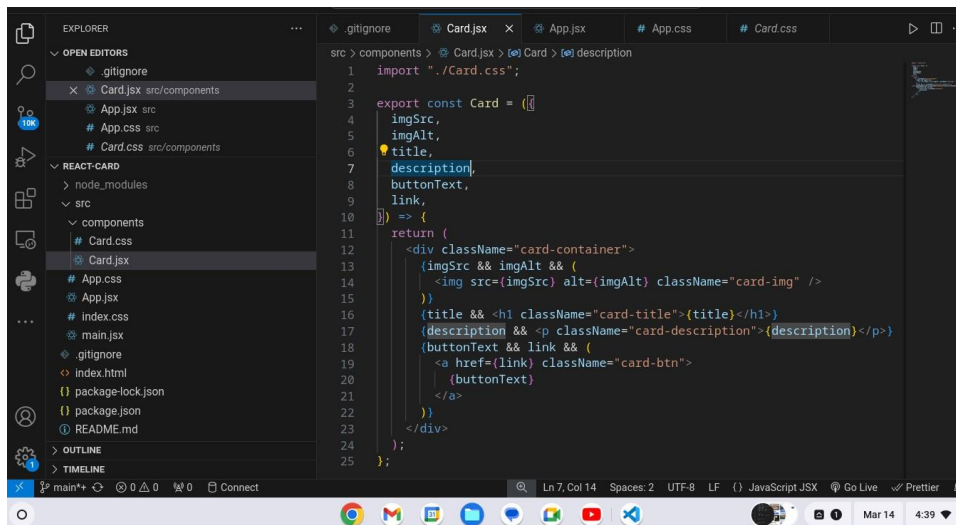 EXPLORER
OPEN EDITORS
.gitignore
Card.jsx src/components
App.jsx src
# App.css src
# Card.css src/components
10K
REACT-CARD
node_modules
src
components
# Card.css
Card.jsx
# App.css
App.jsx
# index.css
main.jsx
.gitignore
<> index.html
{} package-lock.json
{} package.json
README.md
OUTLINE
TIMELINE
1
.gitignore
Card.jsx
App.jsx
# App.css
# Card.css
src > components > Card.jsx > Card > description
1 import "./Card.css";
2
3 export const Card = ({
4 imgSrc,
5 imgAlt,
6 title,
7 description,
8 buttonText,
9 link,
10 }) => {
11 return (
12 <div className="card-container">
13 {imgSrc && imgAlt && (
14 <img src={imgSrc} alt={imgAlt} className="card-img" />
15 )}
16 {title && <h1 className="card-title">{title}</h1>}
17 {description && <p className="card-description">{description}</p>}
18 {buttonText && link && (
19 <a href={link} className="card-btn">
20 {buttonText}
21 </a>
22 )}
23 </div>
24 );
25 };
main*+ 0 0 0 Connect Ln 7, Col 14 Spaces: 2 UTF-8 LF {} JavaScript JSX Go Live Prettier
31
1 Mar 14 4:39